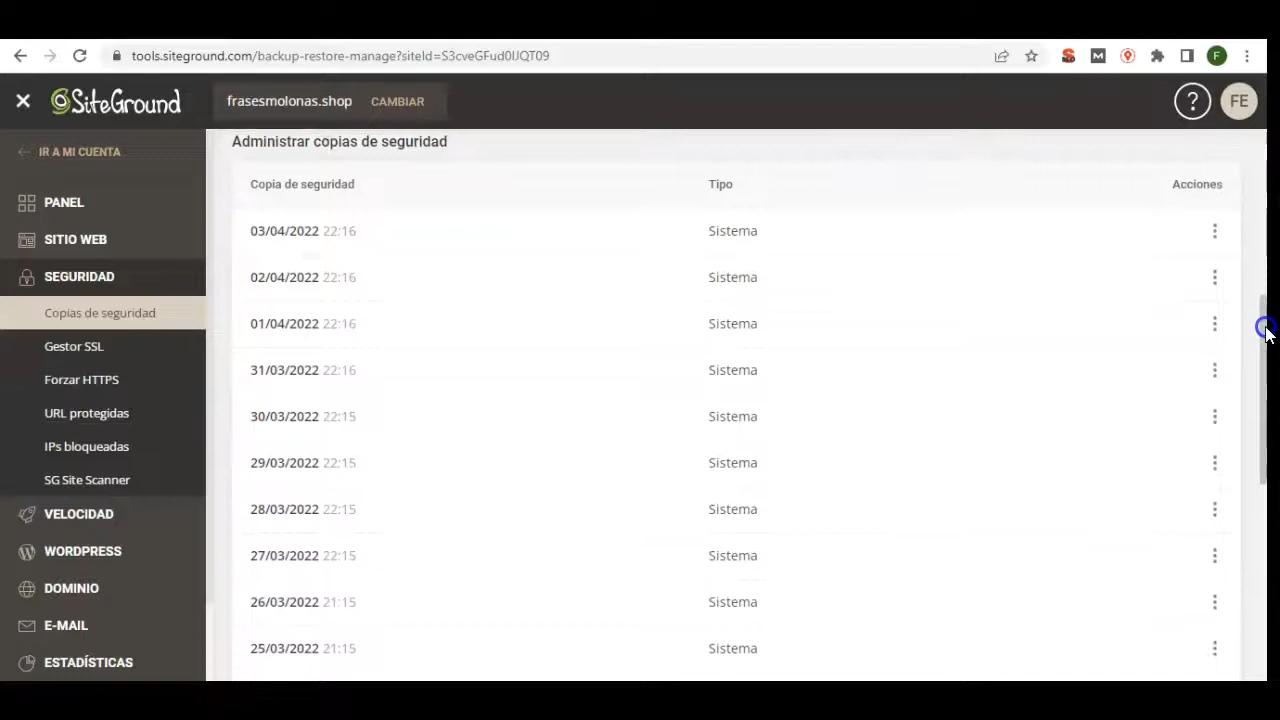 tools.siteground.com/backup-restore-manage?siteId=S3cveGFud0lJQT09
F
SiteGround
frasesmolonas.shop CAMBIAR
? FE
IR A MI CUENTA
PANEL
SITIO WEB
SEGURIDAD
Copias de seguridad
Gestor SSL
Forzar HTTPS
URL protegidas
IPs bloqueadas
SG Site Scanner
VELOCIDAD
WORDPRESS
DOMINIO
E-MAIL
ESTADÍSTICAS
Administrar copias de seguridad
Copia de seguridad Tipo Acciones
03/04/2022 22:16 Sistema
02/04/2022 22:16 Sistema
01/04/2022 22:16 Sistema
31/03/2022 22:16 Sistema
30/03/2022 22:15 Sistema
29/03/2022 22:15 Sistema
28/03/2022 22:15 Sistema
27/03/2022 22:15 Sistema
26/03/2022 21:15 Sistema
25/03/2022 21:15 Sistema